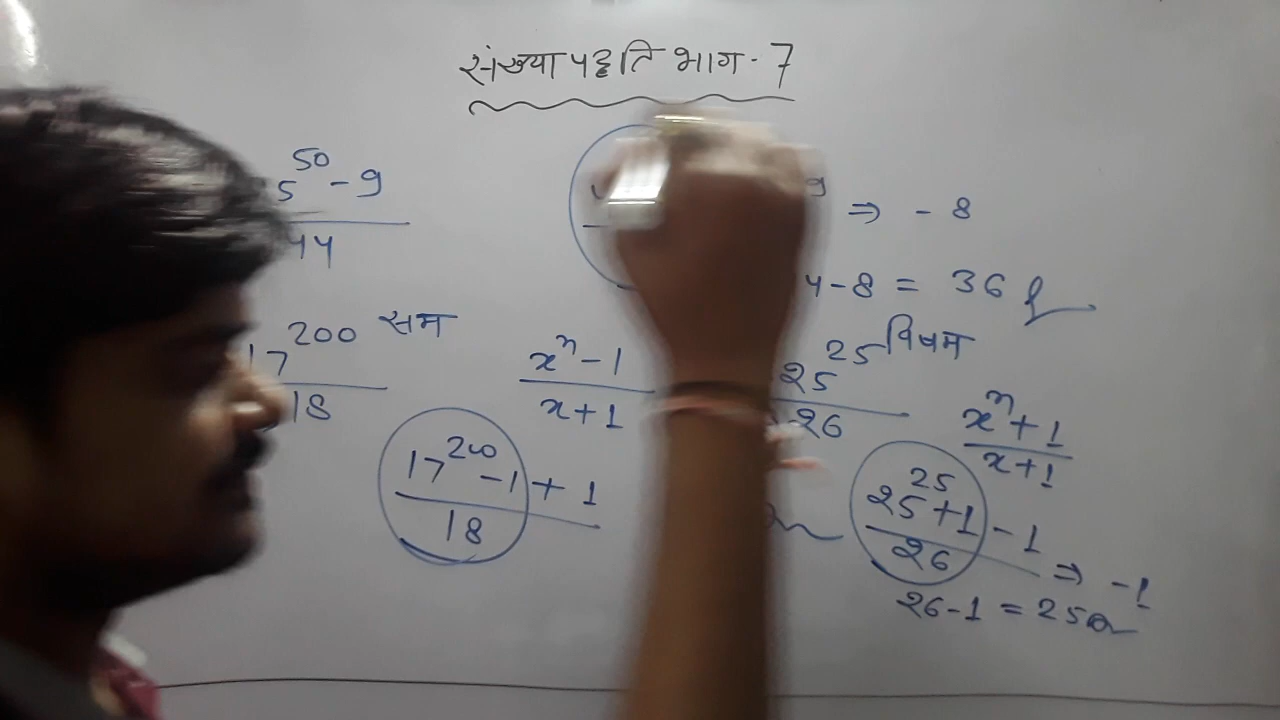 संख्या पद्धति भाग - 7
5^50 - 9
44
9 ⇒ - 8
4 - 8 = 36
17^200 सम
18
x^n - 1
x + 1
25^25 विषम
26
x^n + 1
x + 1
17^200 - 1 + 1
18
25^25 + 1 - 1
26
⇒ - 1
26 - 1 = 25